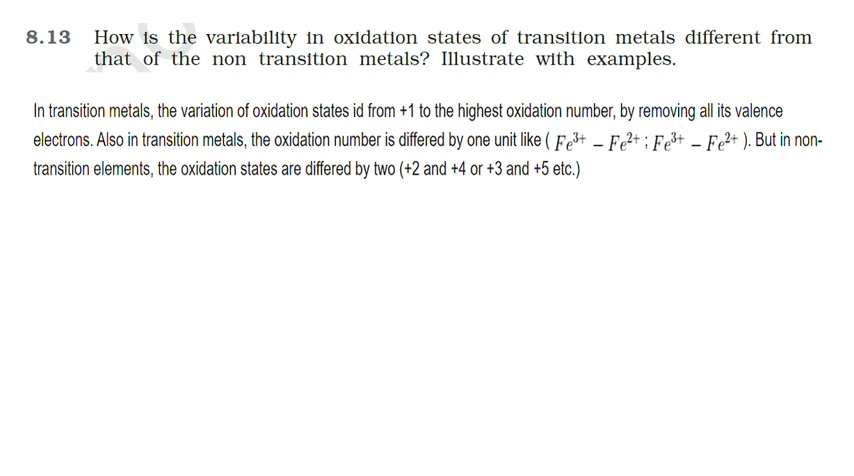 8.13 How is the variability in oxidation states of transition metals different from
that of the non transition metals? Illustrate with examples.
In transition metals, the variation of oxidation states id from +1 to the highest oxidation number, by removing all its valence
electrons. Also in transition metals, the oxidation number is differed by one unit like ( Fe³⁺ – Fe²⁺ ; Fe³⁺ – Fe²⁺ ). But in non-
transition elements, the oxidation states are differed by two (+2 and +4 or +3 and +5 etc.)